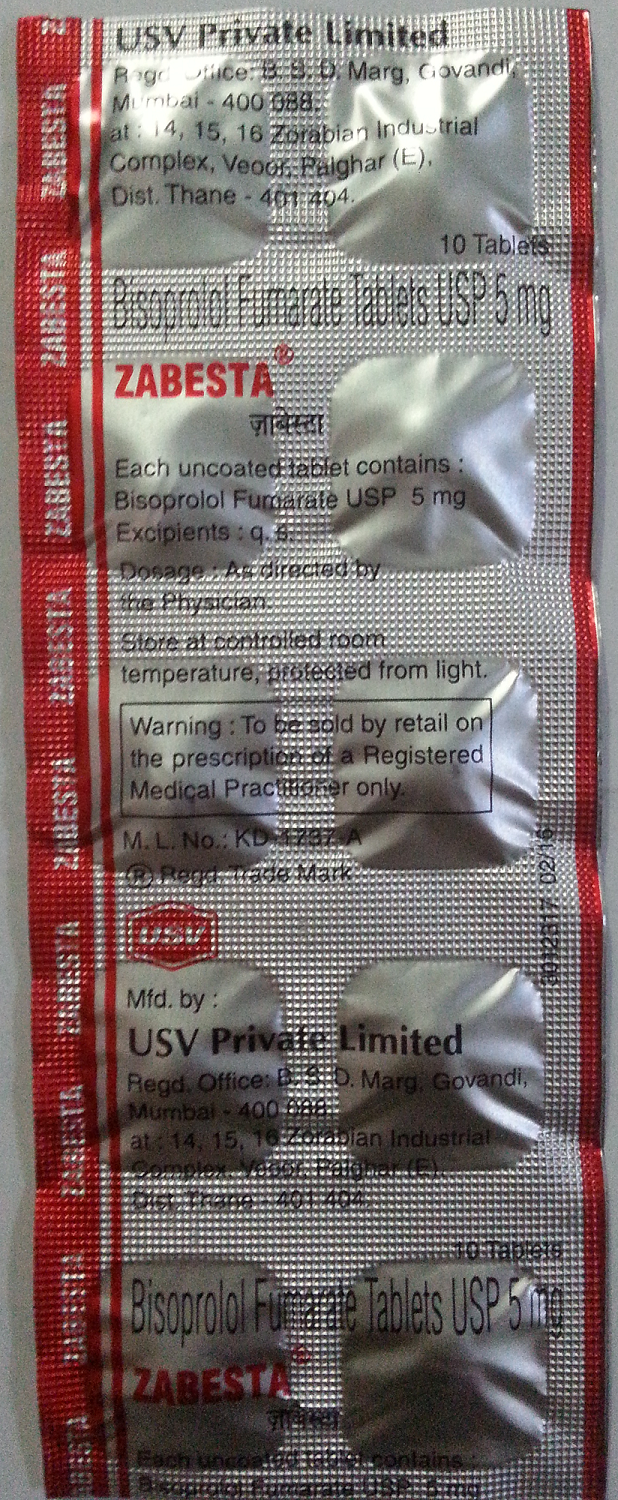 USV Private Limited
Regd. Office: B. S. D. Marg, Govandi,
Mumbai - 400 088.
at : 14, 15, 16 Zorabian Industrial
Complex, Veoor, Palghar (E),
Dist. Thane - 401 404.
10 Tablets
Bisoprolol Fumarate Tablets USP 5 mg
ZABESTA®
ज़ाबेस्टा
Each uncoated tablet contains :
Bisoprolol Fumarate USP 5 mg
Excipients : q. s.
Dosage : As directed by
the Physician.
Store at controlled room
temperature, protected from light.
Warning : To be sold by retail on
the prescription of a Registered
Medical Practitioner only.
M. L. No.: KD-1737-A
® Regd. Trade Mark
USV
Mfd. by :
USV Private Limited
Regd. Office: B. S. D. Marg, Govandi,
Mumbai - 400 088.
at : 14, 15, 16 Zorabian Industrial
Complex, Veoor, Palghar (E),
Dist. Thane - 401 404.
10 Tablets
Bisoprolol Fumarate Tablets USP 5 mg
ZABESTA®
ज़ाबेस्टा
Each uncoated tablet contains :
Bisoprolol Fumarate USP 5 mg
ZABESTA
ZABESTA
ZABESTA
ZABESTA
ZABESTA
ZABESTA
ZABESTA
ZABESTA
ZABESTA
02/16